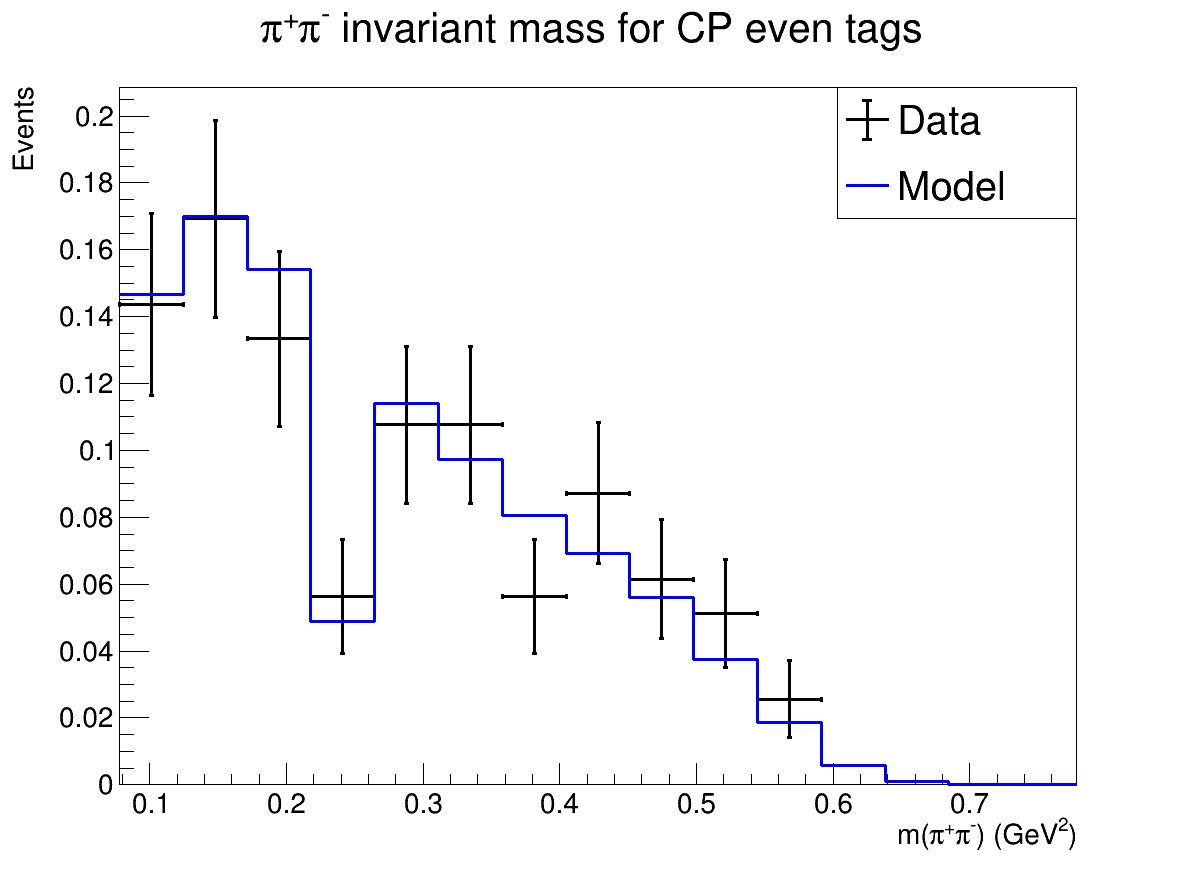 π⁺π⁻ invariant mass for CP even tags
Events
Data
Model
0.2
0.18
0.16
0.14
0.12
0.1
0.08
0.06
0.04
0.02
0
0.1 0.2 0.3 0.4 0.5 0.6 0.7
m(π⁺π⁻) (GeV²)